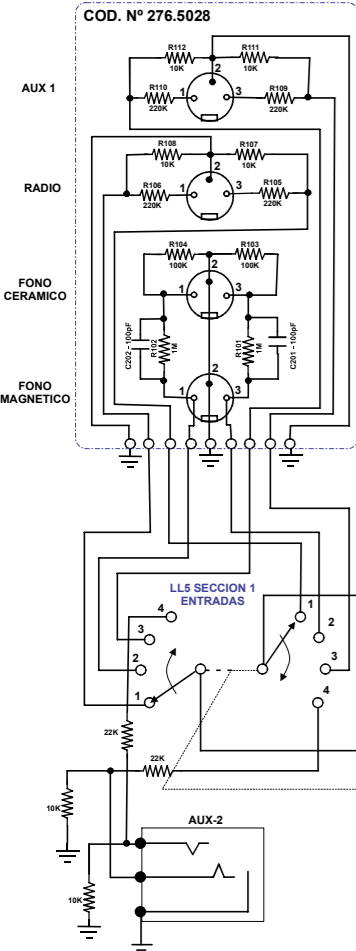 COD. Nº 276.5028
R112
10K
R111
10K
2
AUX 1
R110
220K
1
3
R109
220K
R108
10K
R107
10K
2
RADIO
R106
220K
1
3
R105
220K
R104
100K
R103
100K
2
FONO
CERAMICO
1
3
C202 - 100pF
R102
1M
R101
1M
C201 - 100pF
2
FONO
MAGNETICO
1
3
LL5 SECCION 1
ENTRADAS
4
3
2
1
1
2
3
4
22K
22K
10K
10K
AUX-2